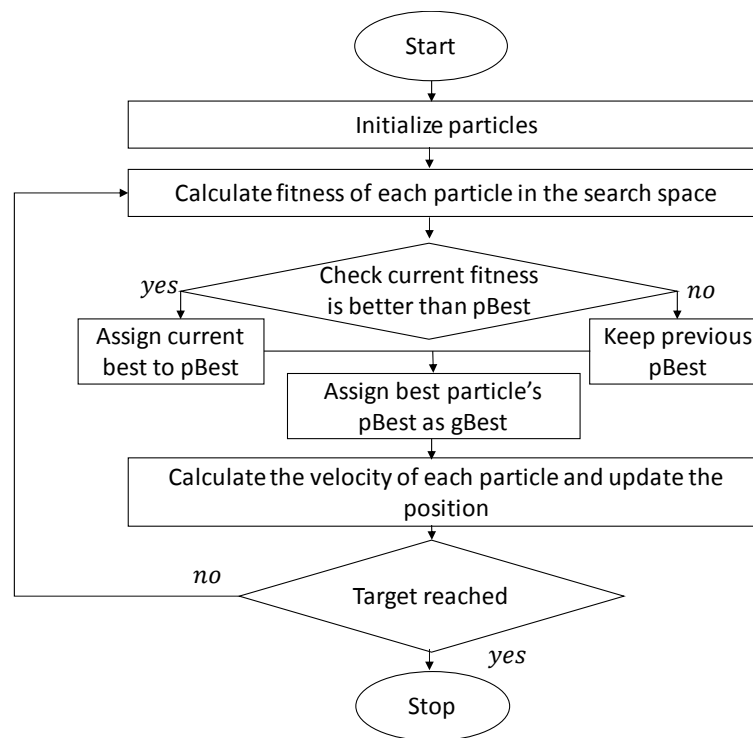 Start
Initialize particles
Calculate fitness of each particle in the search space
Check current fitness
is better than pBest
yes
no
Assign current
best to pBest
Keep previous
pBest
Assign best particle’s
pBest as gBest
Calculate the velocity of each particle and update the
position
no
Target reached
yes
Stop